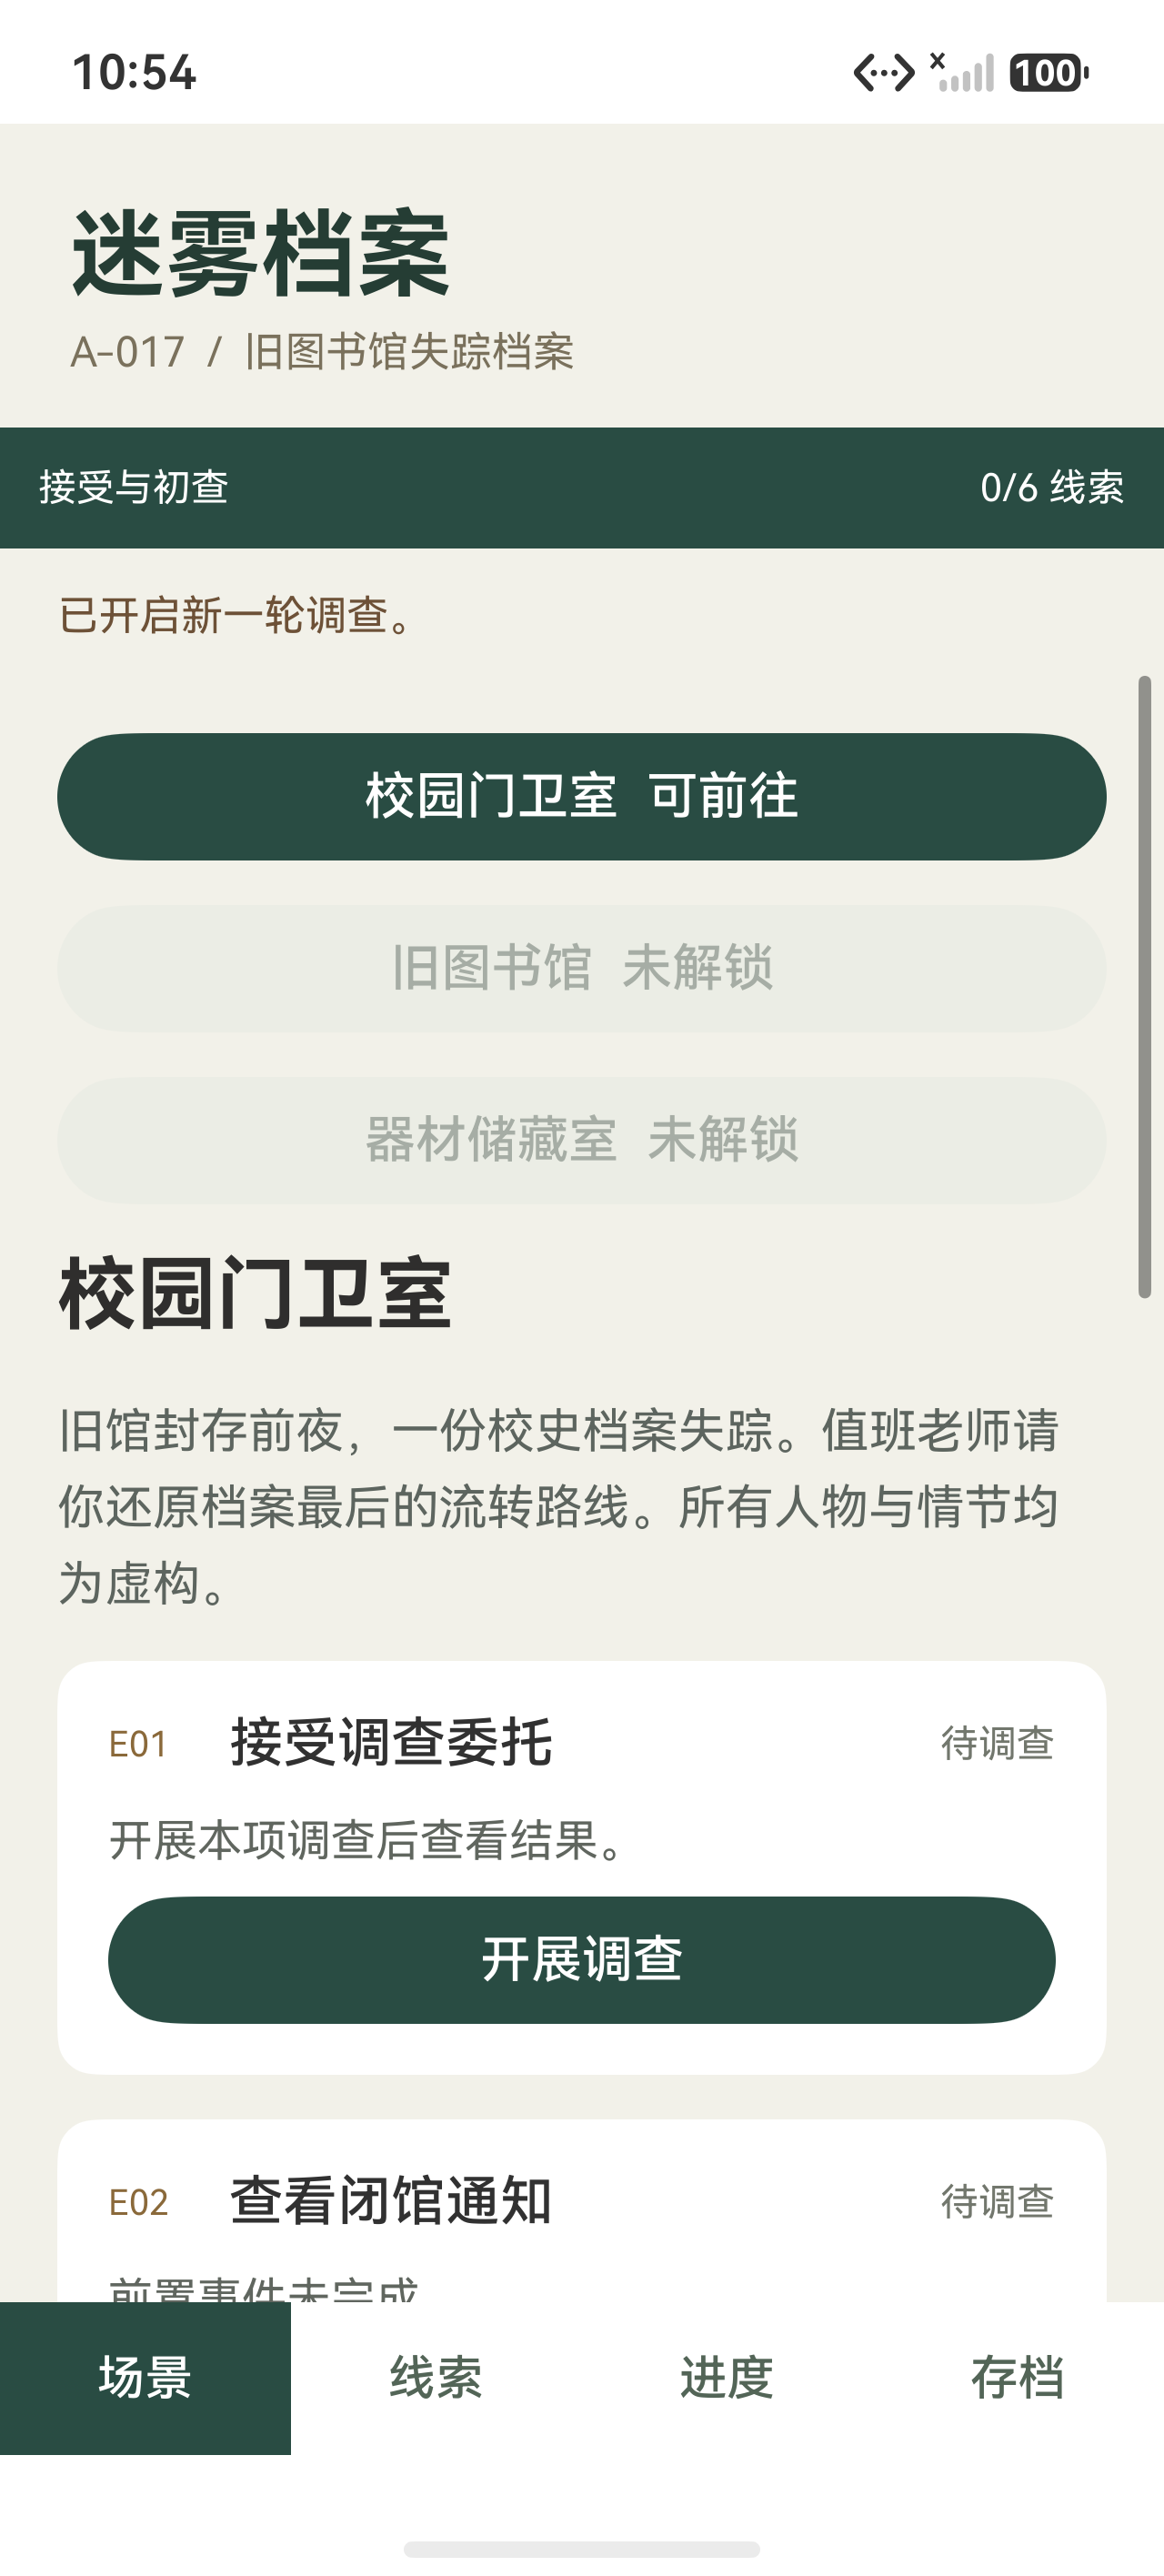 10:54
100
迷雾档案
A-017 / 旧图书馆失踪档案
接受与初查
0/6 线索
已开启新一轮调查。
校园门卫室 可前往
旧图书馆 未解锁
器材储藏室 未解锁
校园门卫室
旧馆封存前夜，一份校史档案失踪。值班老师请
你还原档案最后的流转路线。所有人物与情节均
为虚构。
E01 接受调查委托 待调查
开展本项调查后查看结果。
开展调查
E02 查看闭馆通知 待调查
前置事件未完成
场景 线索 进度 存档